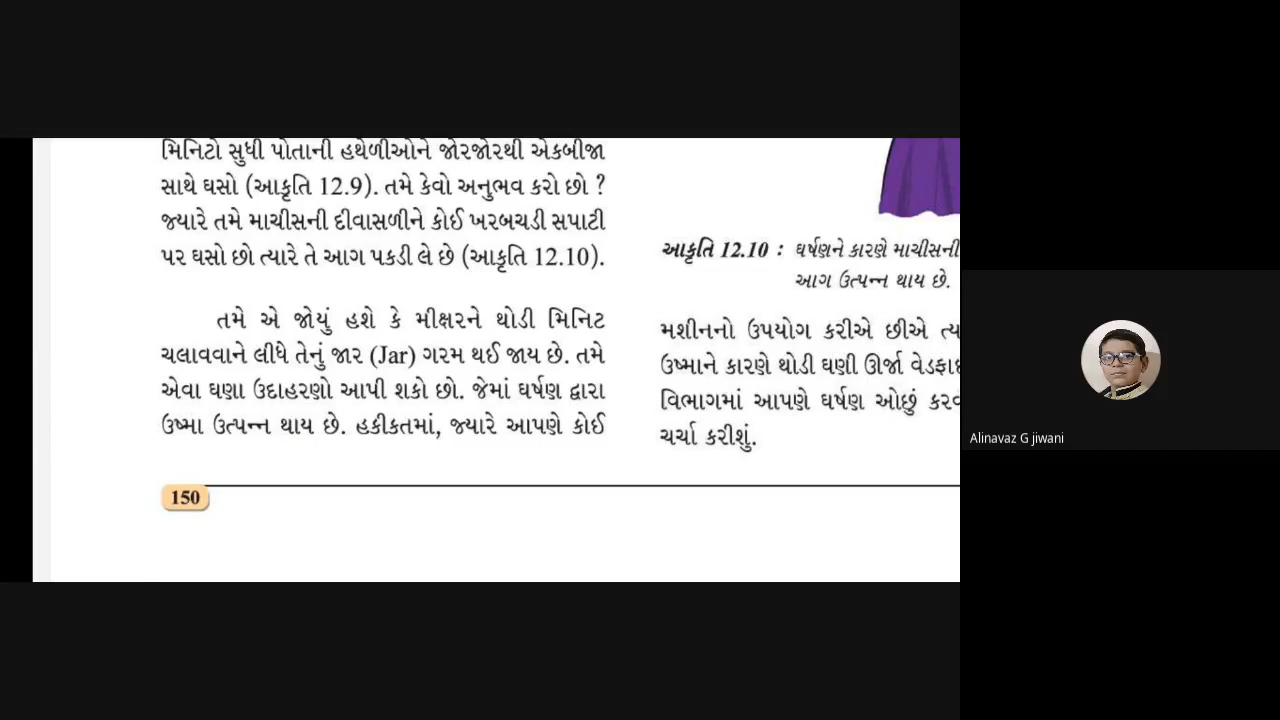 મિનિટો સુધી પોતાની હથેળીઓને જોરજોરથી એકબીજા
સાથે ઘસો (આકૃતિ 12.9). તમે કેવો અનુભવ કરો છો ?
જ્યારે તમે માચીસની દીવાસળીને કોઈ ખરબચડી સપાટી
પર ઘસો છો ત્યારે તે આગ પકડી લે છે (આકૃતિ 12.10).
તમે એ જોયું હશે કે મીક્ષરને થોડી મિનિટ
ચલાવવાને લીધે તેનું જાર (Jar) ગરમ થઈ જાય છે. તમે
એવા ઘણા ઉદાહરણો આપી શકો છો. જેમાં ઘર્ષણ દ્વારા
ઉષ્મા ઉત્પન્ન થાય છે. હકીકતમાં, જ્યારે આપણે કોઈ
150
આકૃતિ 12.10 : ઘર્ષણને કારણે માચીસની
આગ ઉત્પન્ન થાય છે.
મશીનનો ઉપયોગ કરીએ છીએ
ઉષ્માને કારણે થોડી ઘણી ઊર્જા
વિભાગમાં આપણે ઘર્ષણ ઓછું
ચર્ચા કરીશું.
Alinavaz G jiwani